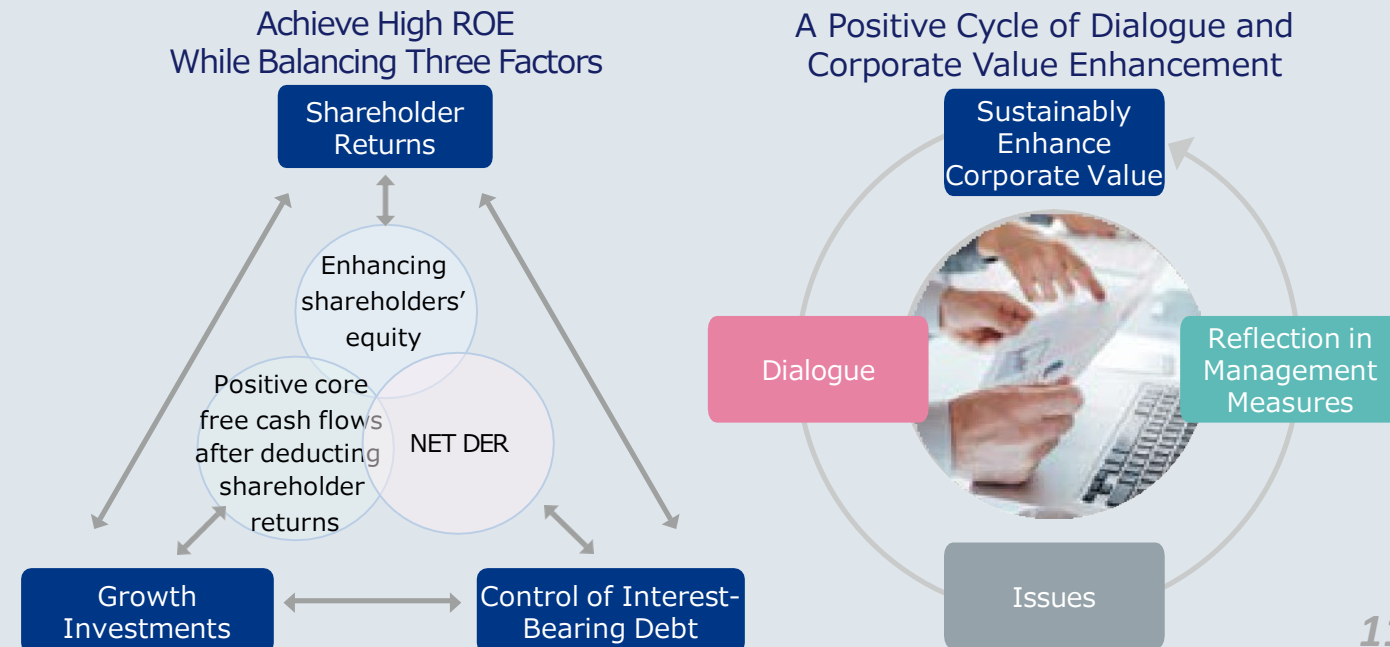 Achieve High ROE
While Balancing Three Factors
Shareholder
Returns
Enhancing
shareholders'
equity
Positive core
free cash flows
after deducting
shareholder
returns
NET DER
Growth
Investments
Control of Interest-
Bearing Debt
A Positive Cycle of Dialogue and
Corporate Value Enhancement
Sustainably
Enhance
Corporate Value
Dialogue
Reflection in
Management
Measures
Issues